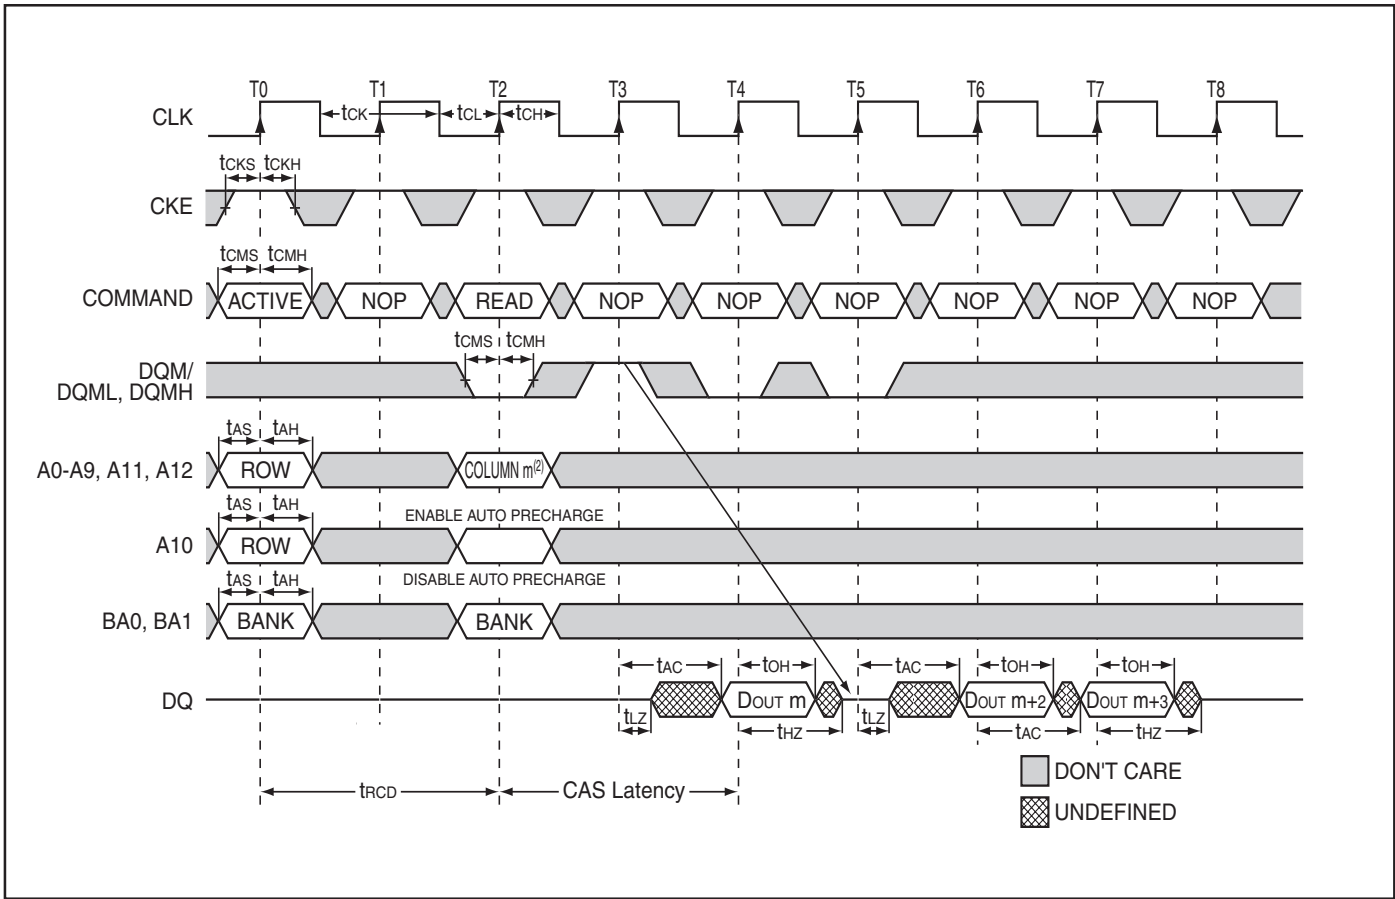 T0 T1 T2 T3 T4 T5 T6 T7 T8
CLK tCK tCL tCH
tCKS tCKH
CKE
tCMS tCMH
COMMAND ACTIVE NOP READ NOP NOP NOP NOP NOP NOP
tCMS tCMH
DQM/
DQML, DQMH
tAS tAH
A0-A9, A11, A12 ROW COLUMN m(2)
tAS tAH ENABLE AUTO PRECHARGE
A10 ROW
tAS tAH DISABLE AUTO PRECHARGE
BA0, BA1 BANK BANK
tAC tOH tAC tOH tOH
DQ DOUT m DOUT m+2 DOUT m+3
tLZ tHZ tLZ tAC tHZ
DON'T CARE
tRCD CAS Latency
UNDEFINED